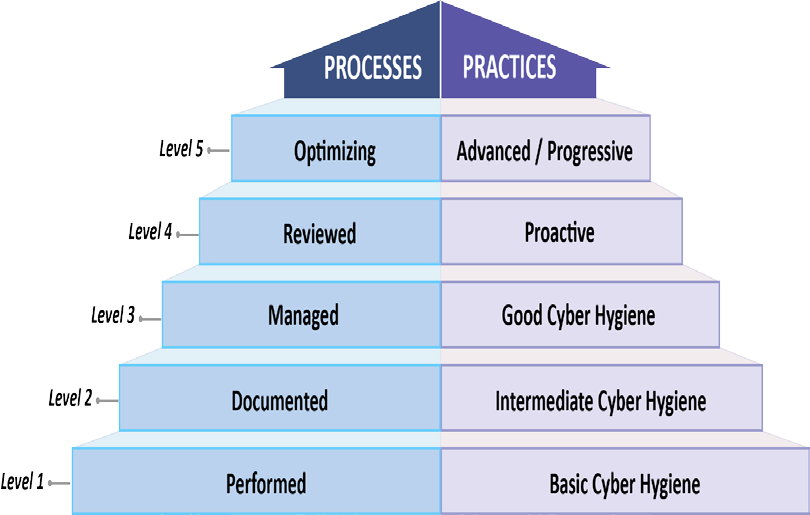 PROCESSES PRACTICES
Level 5 Optimizing Advanced / Progressive
Level 4 Reviewed Proactive
Level 3 Managed Good Cyber Hygiene
Level 2 Documented Intermediate Cyber Hygiene
Level 1 Performed Basic Cyber Hygiene